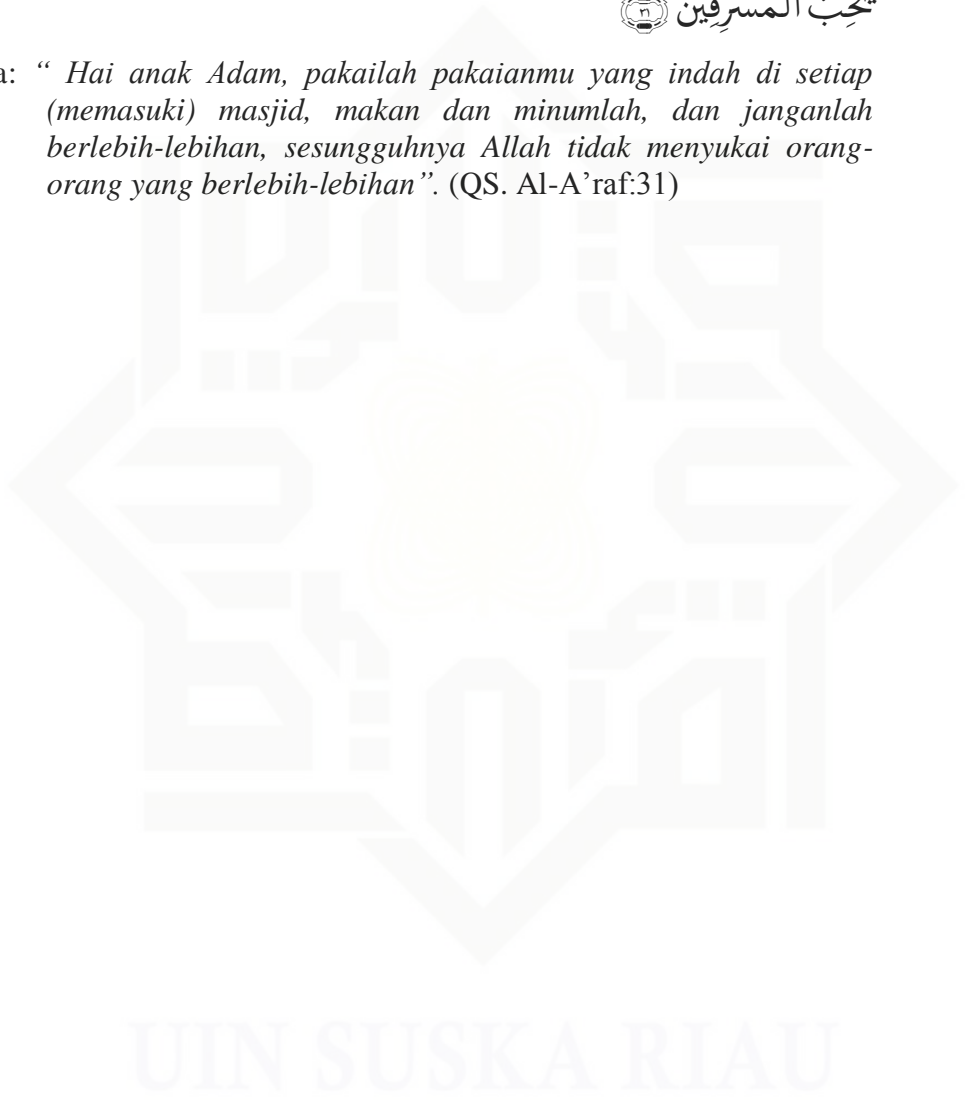 يُحِبُّ الْمُسْرِفِينَ ﴿٣١﴾
a: “ Hai anak Adam, pakailah pakaianmu yang indah di setiap
(memasuki) masjid, makan dan minumlah, dan janganlah
berlebih-lebihan, sesungguhnya Allah tidak menyukai orang-
orang yang berlebih-lebihan”. (QS. Al-A’raf:31)
UIN SUSKA RIAU